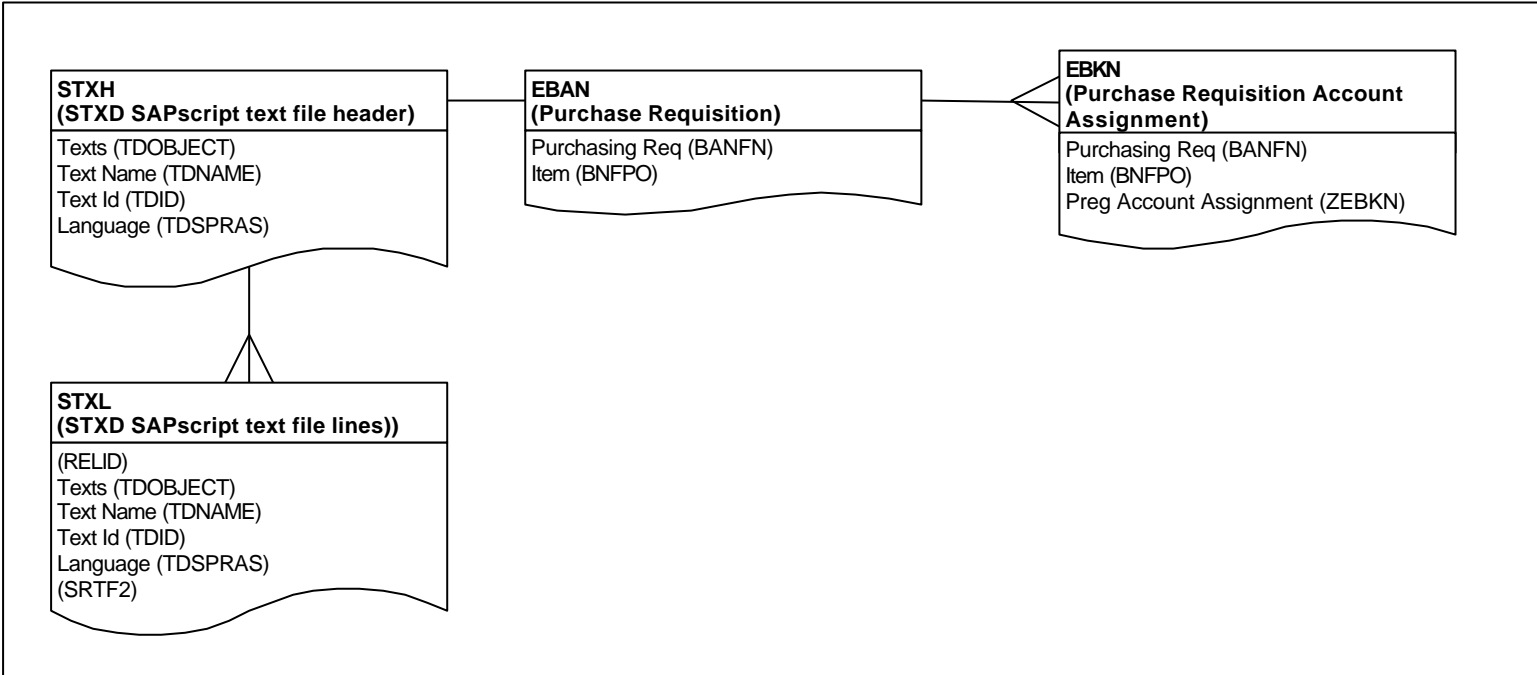 STXH
(STXD SAPscript text file header)
Texts (TDOBJECT)
Text Name (TDNAME)
Text Id (TDID)
Language (TDSPRAS)
EBAN
(Purchase Requisition)
Purchasing Req (BANFN)
Item (BNFPO)
EBKN
(Purchase Requisition Account
Assignment)
Purchasing Req (BANFN)
Item (BNFPO)
Preg Account Assignment (ZEBKN)
STXL
(STXD SAPscript text file lines))
(RELID)
Texts (TDOBJECT)
Text Name (TDNAME)
Text Id (TDID)
Language (TDSPRAS)
(SRTF2)